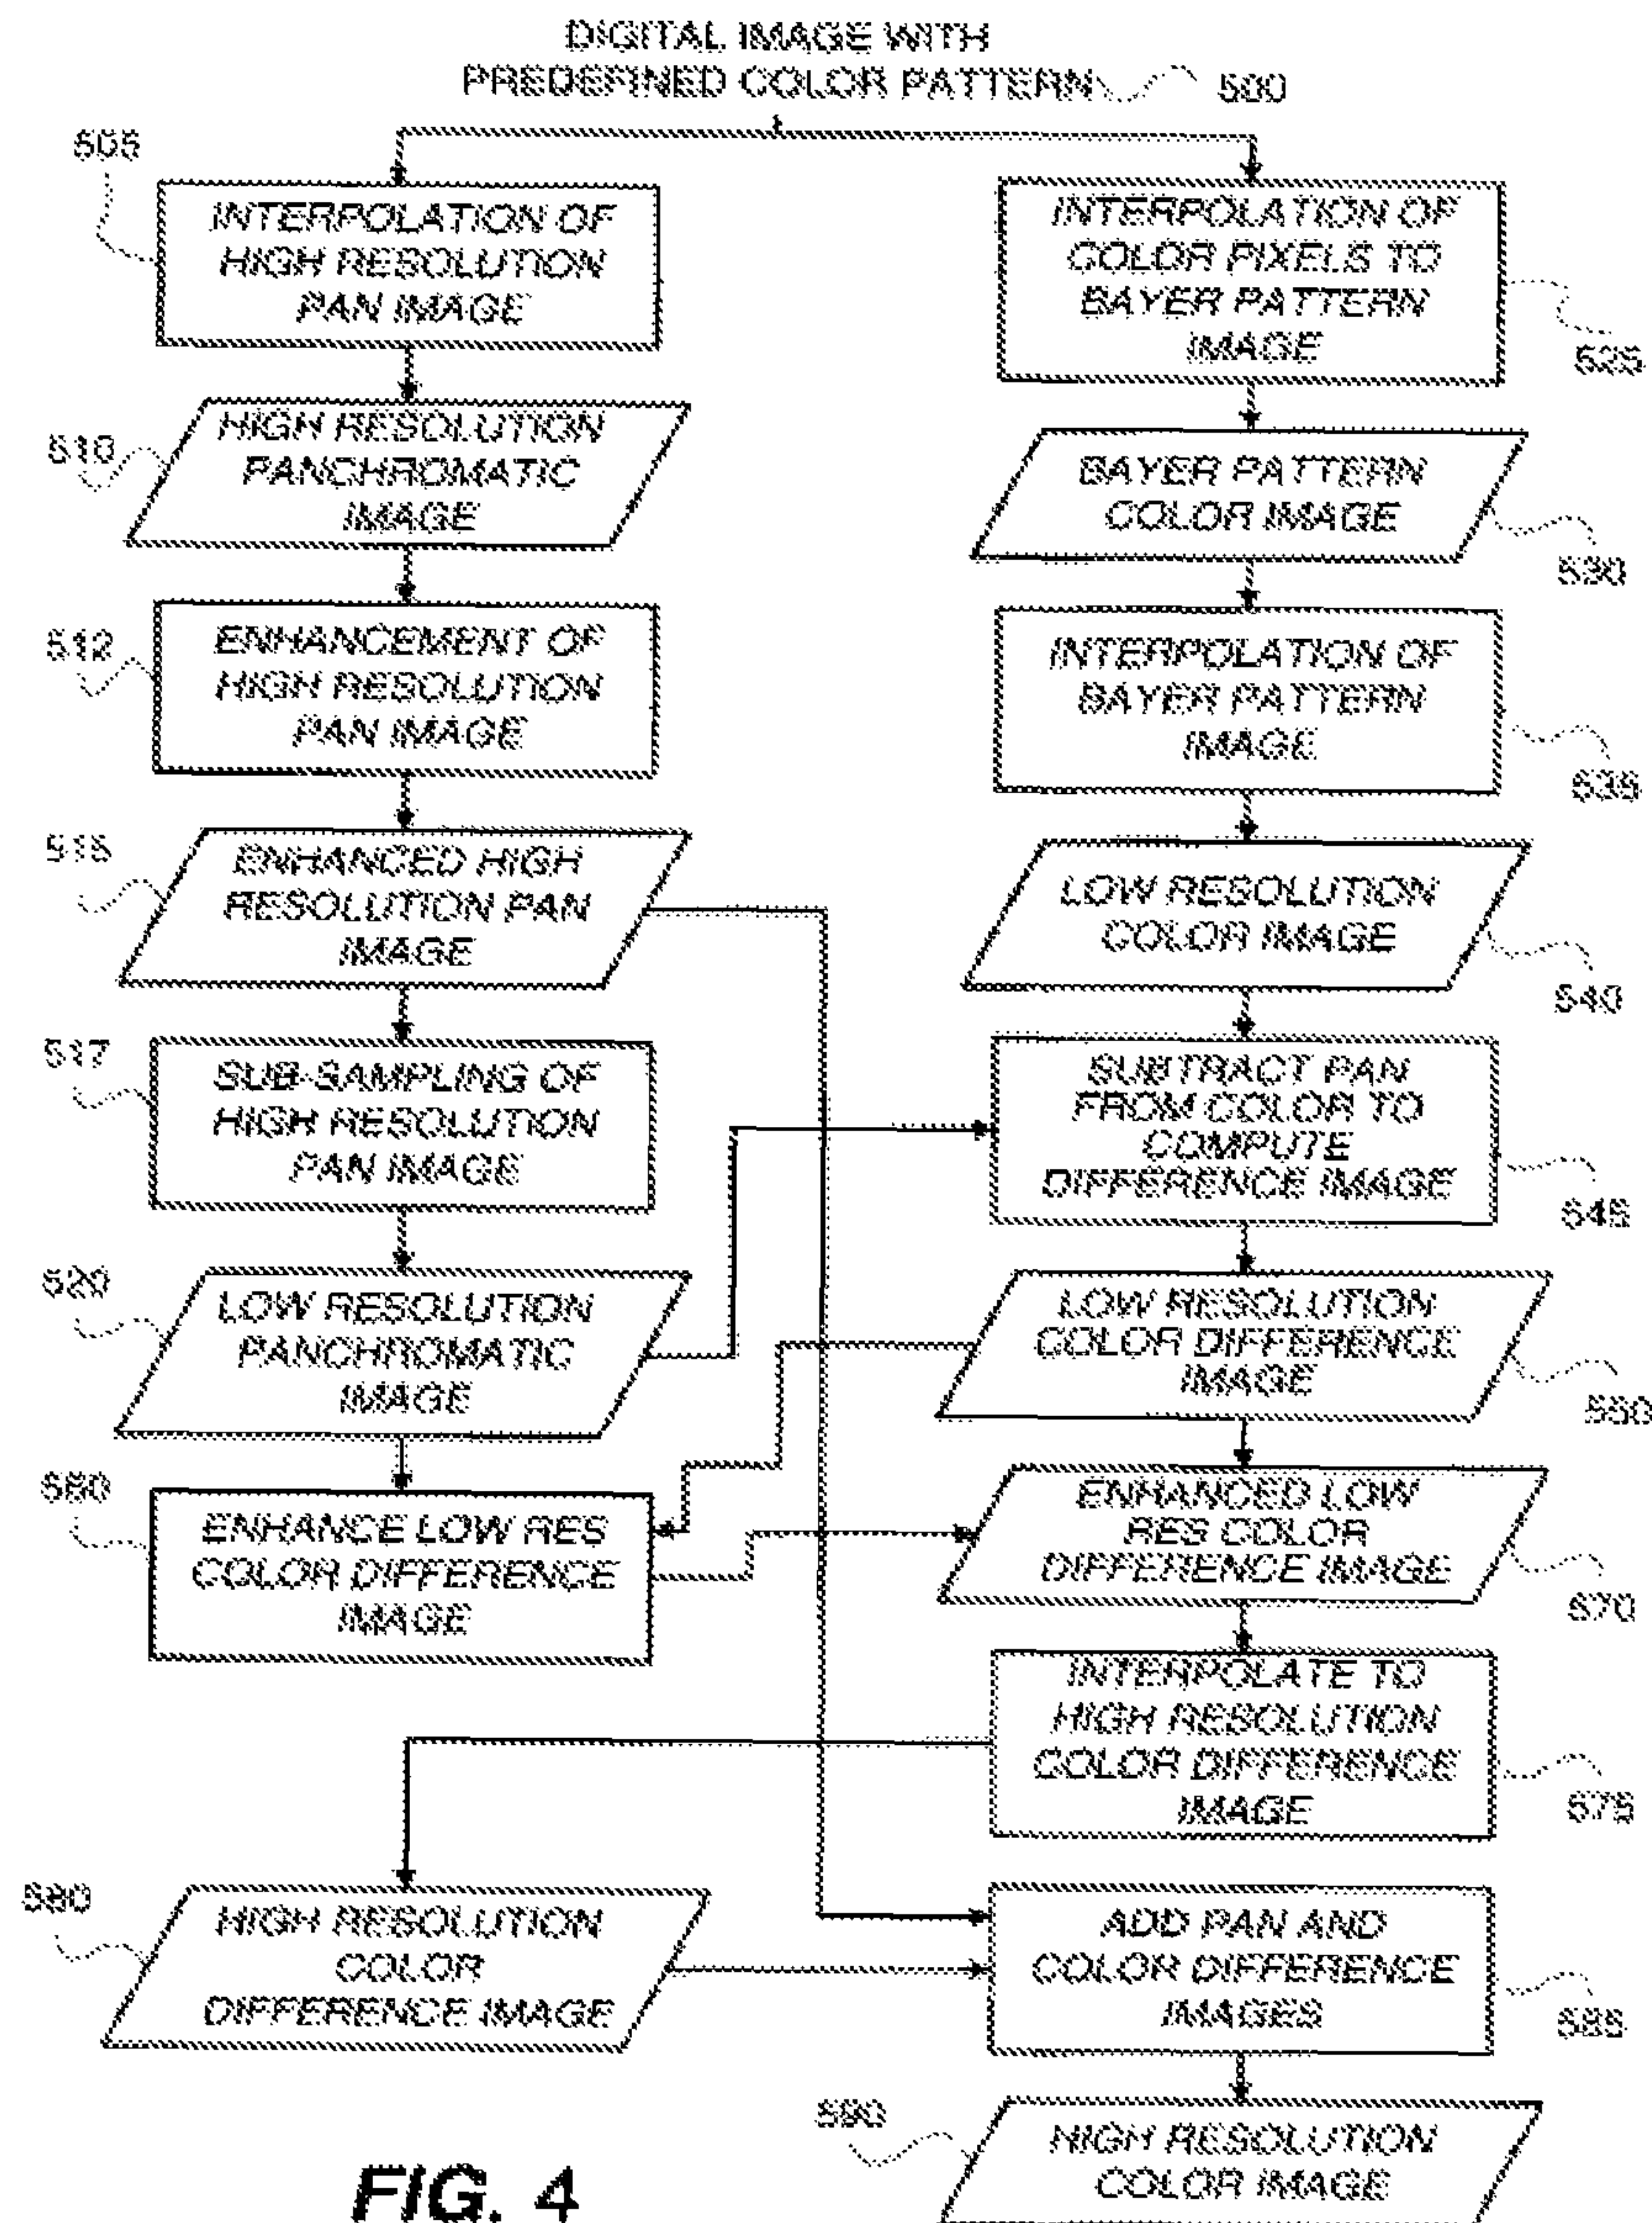 DIGITAL IMAGE WITH
PREDEFINED COLOR PATTERN 500
505
INTERPOLATION OF
HIGH RESOLUTION
PAN IMAGE
INTERPOLATION OF
COLOR PIXELS TO
BAYER PATTERN
IMAGE
525
510
HIGH RESOLUTION
PANCHROMATIC
IMAGE
BAYER PATTERN
COLOR IMAGE
530
512
ENHANCEMENT OF
HIGH RESOLUTION
PAN IMAGE
INTERPOLATION OF
BAYER PATTERN
IMAGE
535
515
ENHANCED HIGH
RESOLUTION PAN
IMAGE
LOW RESOLUTION
COLOR IMAGE
540
517
SUB-SAMPLING OF
HIGH RESOLUTION
PAN IMAGE
SUBTRACT PAN
FROM COLOR TO
COMPUTE
DIFFERENCE IMAGE
545
520
LOW RESOLUTION
PANCHROMATIC
IMAGE
LOW RESOLUTION
COLOR DIFFERENCE
IMAGE
550
ENHANCE LOW RES
COLOR DIFFERENCE
IMAGE
ENHANCED LOW
RES COLOR
DIFFERENCE IMAGE
570
INTERPOLATE TO
HIGH RESOLUTION
COLOR DIFFERENCE
IMAGE
575
580
HIGH RESOLUTION
COLOR
DIFFERENCE IMAGE
ADD PAN AND
COLOR DIFFERENCE
IMAGES
585
590
HIGH RESOLUTION
COLOR IMAGE
FIG. 4